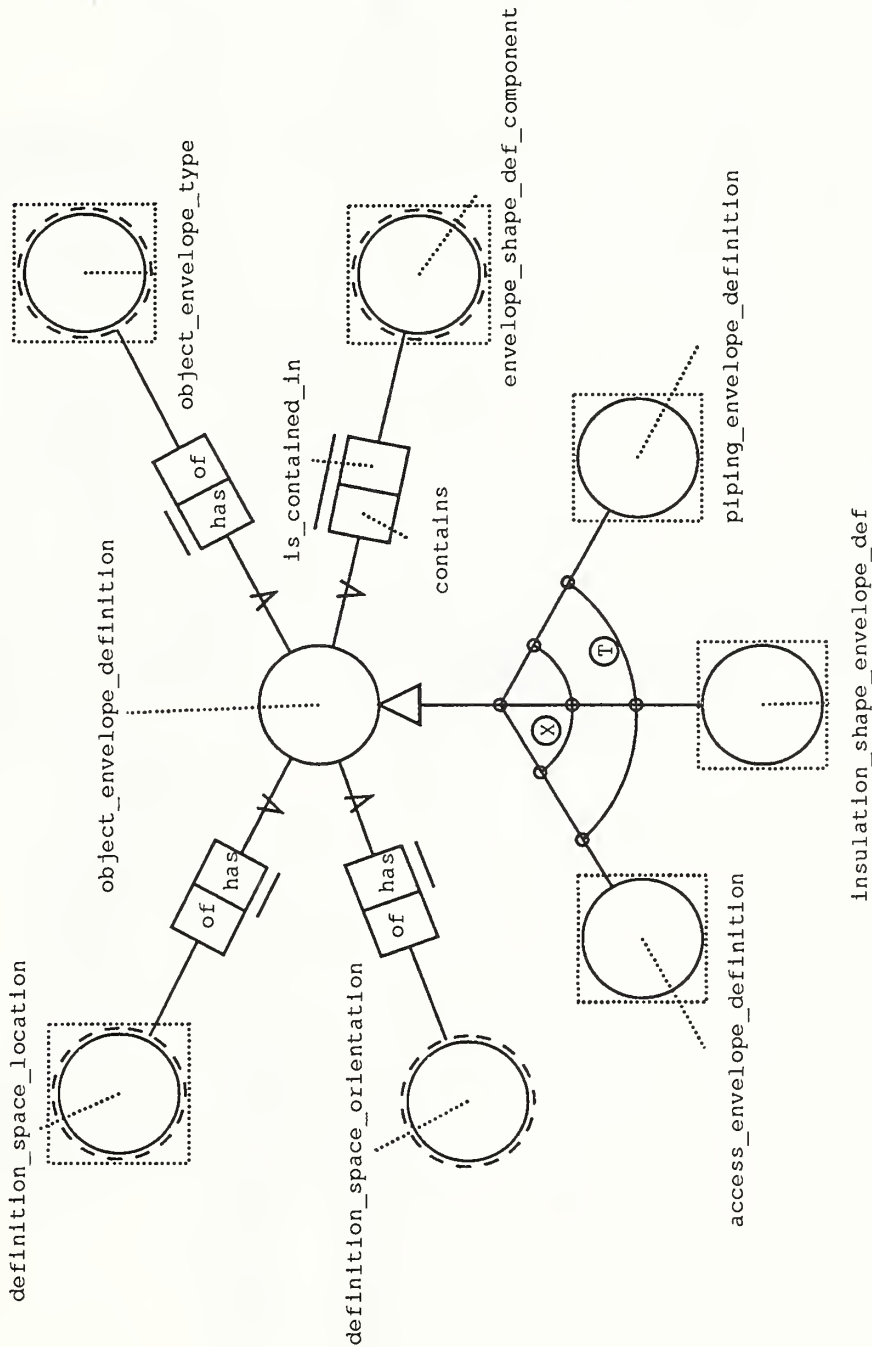 definition_space_location
of
has
object_envelope_definition
has
of
object_envelope_type
definition_space_orientation
of
has
is_contained_in
contains
envelope_shape_def_component
X
T
access_envelope_definition
insulation_shape_envelope_def
piping_envelope_definition